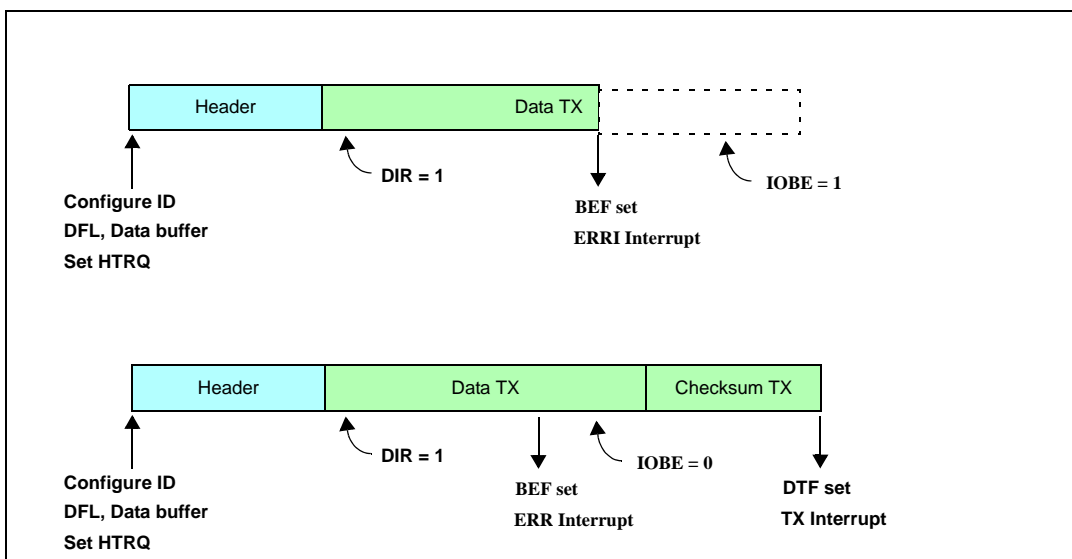 Header
Data TX
DIR = 1
IOBE = 1
Configure ID
DFL, Data buffer
Set HTRQ
BEF set
ERRI Interrupt
Header
Data TX
Checksum TX
DIR = 1
IOBE = 0
Configure ID
DFL, Data buffer
Set HTRQ
BEF set
ERR Interrupt
DTF set
TX Interrupt